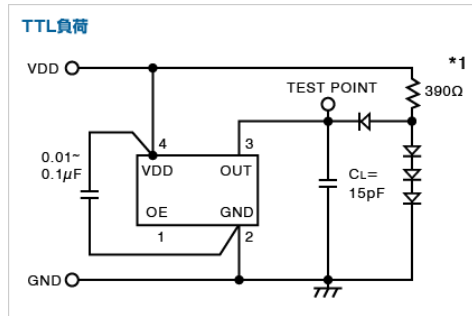 TTL負荷
VDD
*1
TEST POINT
390Ω
4
3
0.01~
0.1μF
VDD
OUT
CL=
15pF
OE
GND
1
2
GND